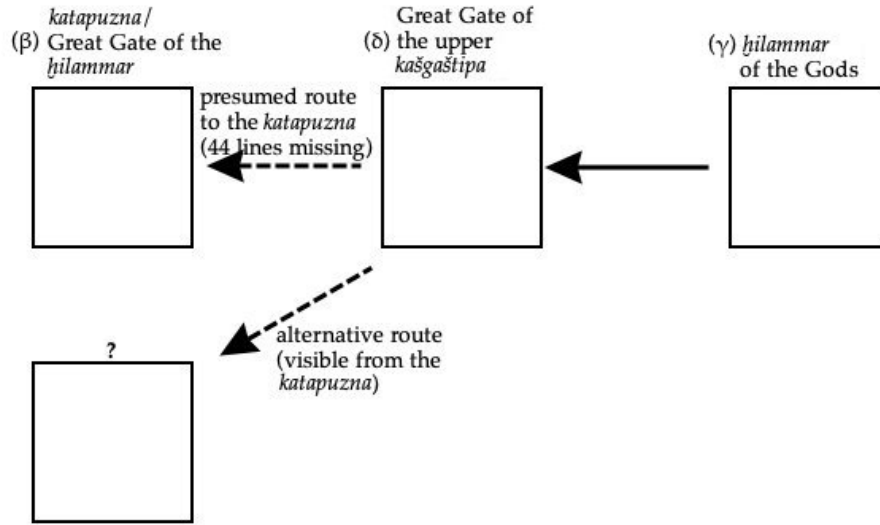 katapuzna/
(β) Great Gate of the
ḫilammar
Great Gate of
(δ) the upper
kašgaštipa
(γ) ḫilammar
of the Gods
presumed route
to the katapuzna
(44 lines missing)
alternative route
(visible from the
katapuzna)
?